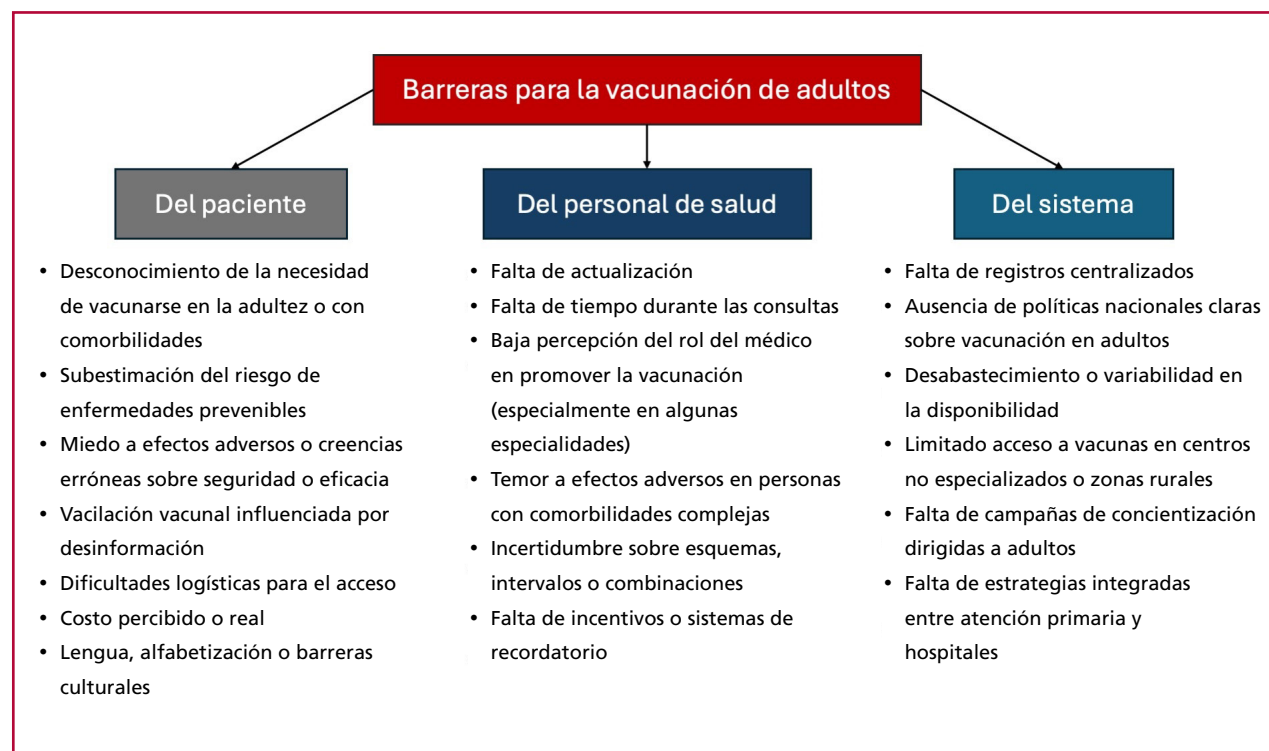 Barreras para la vacunación de adultos
Del paciente
• Desconocimiento de la necesidad
de vacunarse en la adultez o con
comorbilidades
• Subestimación del riesgo de
enfermedades prevenibles
• Miedo a efectos adversos o creencias
erróneas sobre seguridad o eficacia
• Vacilación vacunal influenciada por
desinformación
• Dificultades logísticas para el acceso
• Costo percibido o real
• Lengua, alfabetización o barreras
culturales
Del personal de salud
• Falta de actualización
• Falta de tiempo durante las consultas
• Baja percepción del rol del médico
en promover la vacunación
(especialmente en algunas
especialidades)
• Temor a efectos adversos en personas
con comorbilidades complejas
• Incertidumbre sobre esquemas,
intervalos o combinaciones
• Falta de incentivos o sistemas de
recordatorio
Del sistema
• Falta de registros centralizados
• Ausencia de políticas nacionales claras
sobre vacunación en adultos
• Desabastecimiento o variabilidad en
la disponibilidad
• Limitado acceso a vacunas en centros
no especializados o zonas rurales
• Falta de campañas de concientización
dirigidas a adultos
• Falta de estrategias integradas
entre atención primaria y
hospitales